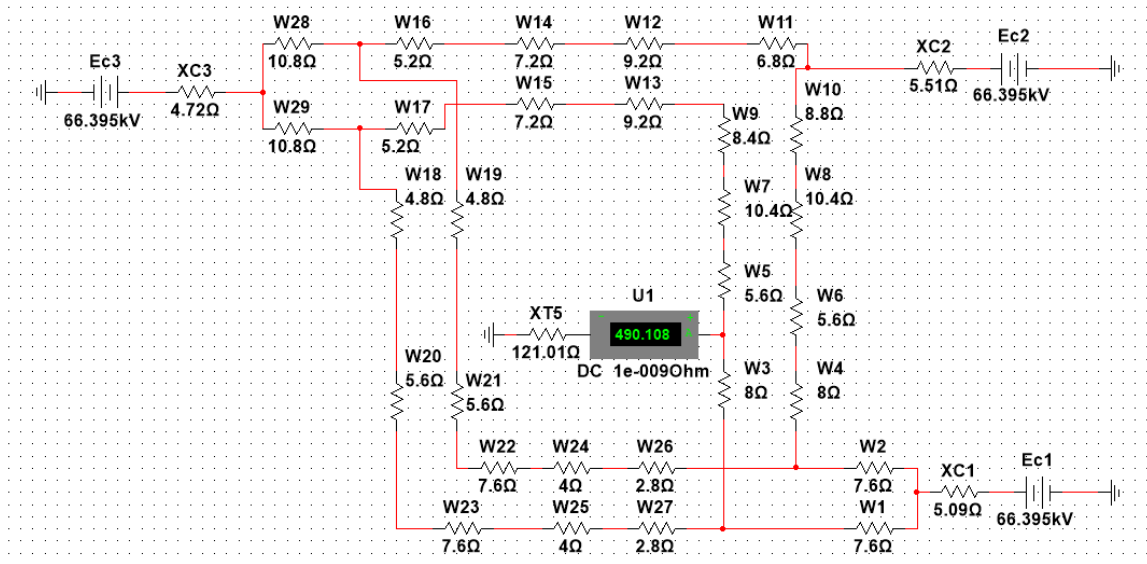 W28
10.8Ω
W16
5.2Ω
W14
7.2Ω
W12
9.2Ω
W11
6.8Ω
Ec3
66.395kV
XC3
4.72Ω
XC2
5.51Ω
Ec2
66.395kV
W29
10.8Ω
W17
5.2Ω
W15
7.2Ω
W13
9.2Ω
W9
8.4Ω
W10
8.8Ω
W18
4.8Ω
W19
4.8Ω
W7
10.4Ω
W8
10.4Ω
W5
5.6Ω
W6
5.6Ω
U1
490.108
DC 1e-009Ohm
XT5
121.01Ω
W20
5.6Ω
W21
5.6Ω
W3
8Ω
W4
8Ω
W22
7.6Ω
W24
4Ω
W26
2.8Ω
W2
7.6Ω
XC1
5.09Ω
Ec1
66.395kV
W23
7.6Ω
W25
4Ω
W27
2.8Ω
W1
7.6Ω